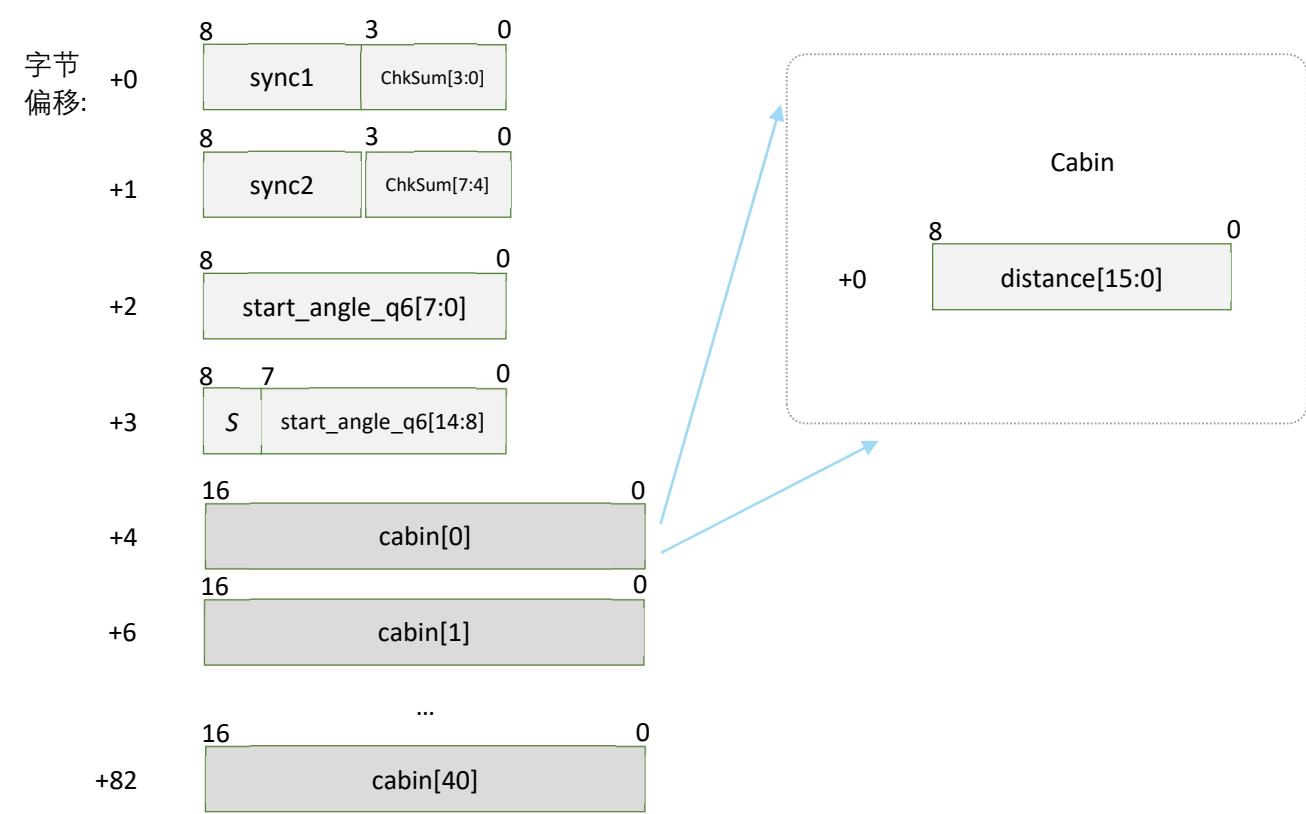 8 3 0
字节
偏移:
+0 sync1 ChkSum[3:0]
8 3 0
+1 sync2 ChkSum[7:4]
8 0
+2 start_angle_q6[7:0]
8 7 0
+3 S start_angle_q6[14:8]
16 0
+4 cabin[0]
16 0
+6 cabin[1]
...
16 0
+82 cabin[40]
Cabin
8 0
+0 distance[15:0]